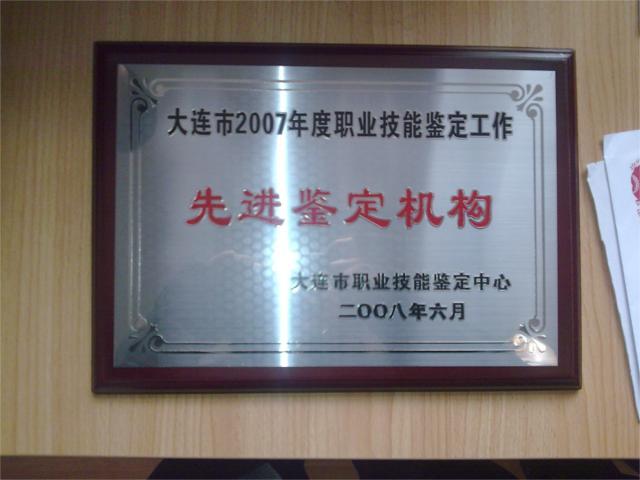 大连市2007年度职业技能鉴定工作
先进鉴定机构
大连市职业技能鉴定中心
二〇〇八年六月